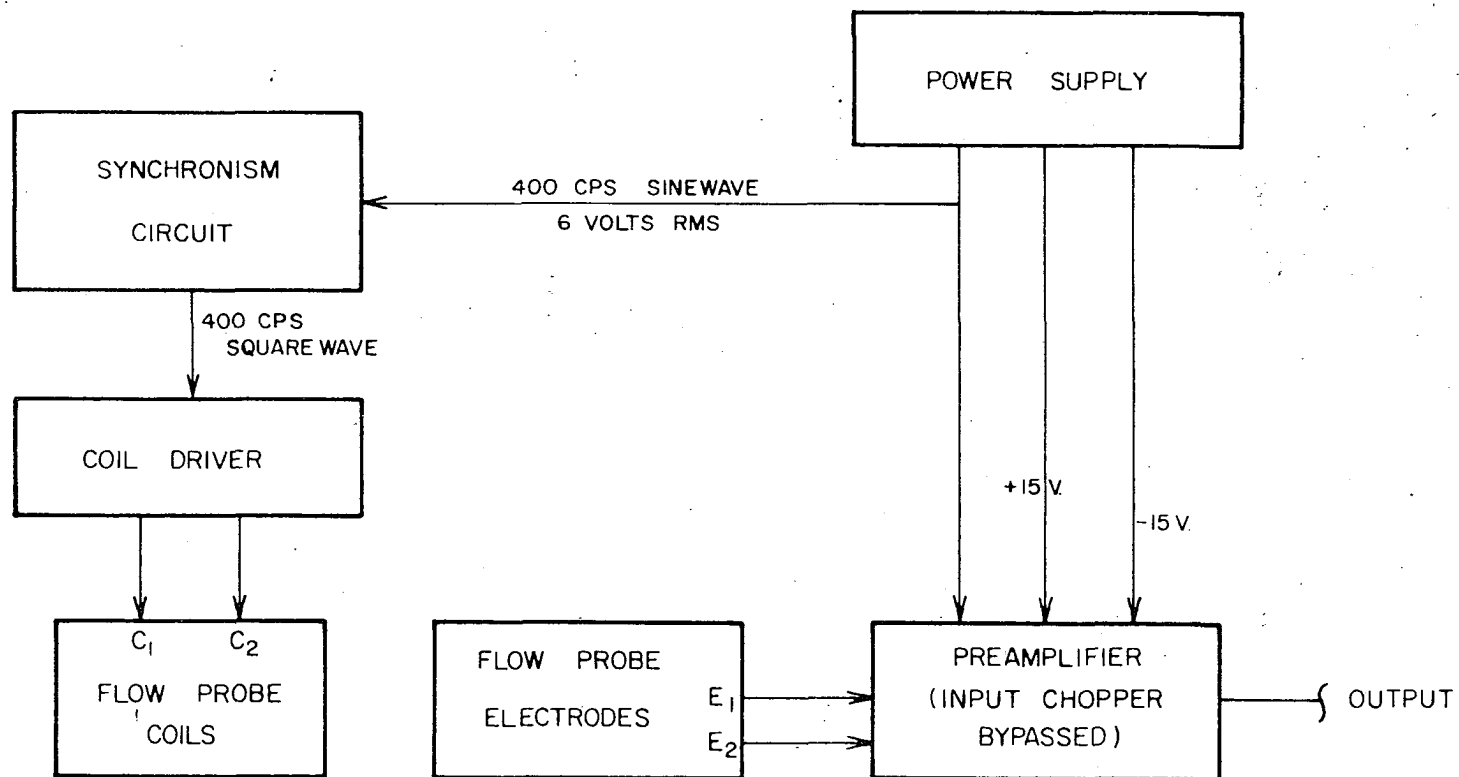 POWER SUPPLY
SYNCHRONISM
CIRCUIT
400 CPS SINEWAVE
6 VOLTS RMS
400 CPS
SQUARE WAVE
COIL DRIVER
+15 V.
-15 V.
C1 C2
FLOW PROBE
COILS
FLOW PROBE
ELECTRODES
E1
E2
PREAMPLIFIER
(INPUT CHOPPER
BYPASSED)
OUTPUT